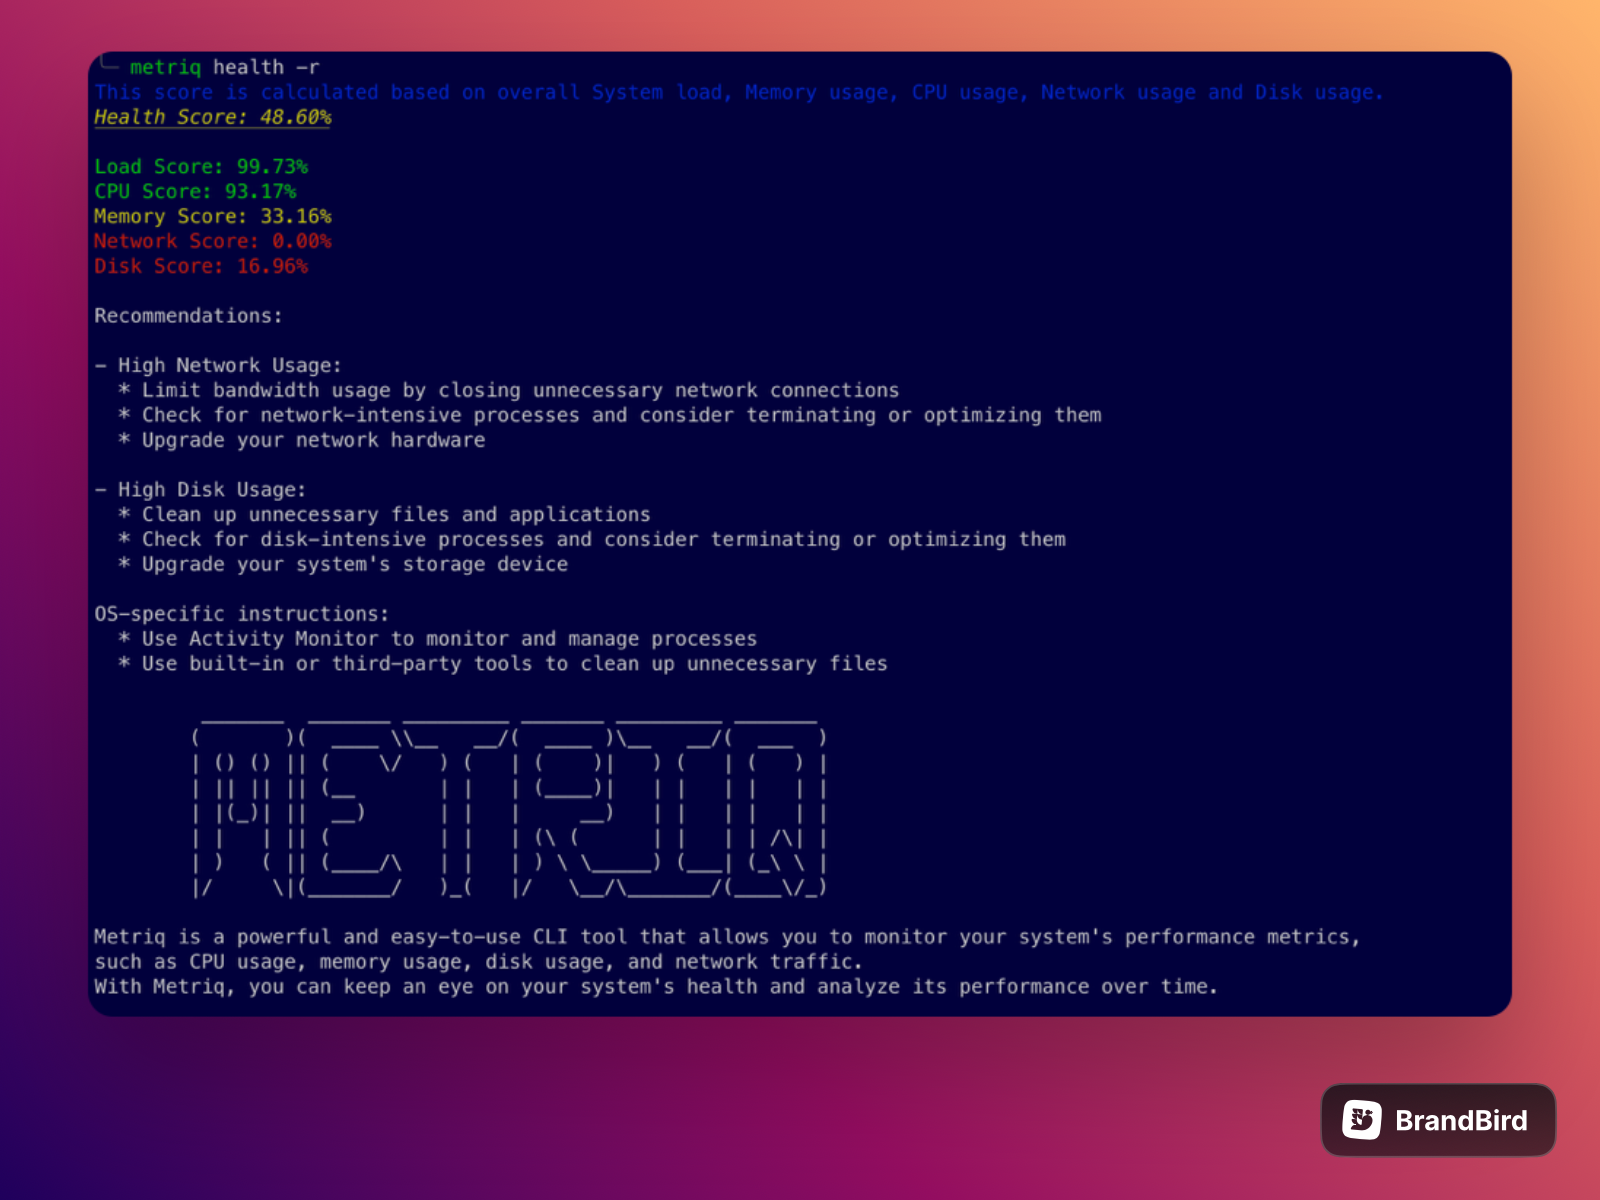 metriq health -r
This score is calculated based on overall System load, Memory usage, CPU usage, Network usage and Disk usage.
Health Score: 48.60%
Load Score: 99.73%
CPU Score: 93.17%
Memory Score: 33.16%
Network Score: 0.00%
Disk Score: 16.96%
Recommendations:
- High Network Usage:
* Limit bandwidth usage by closing unnecessary network connections
* Check for network-intensive processes and consider terminating or optimizing them
* Upgrade your network hardware
- High Disk Usage:
* Clean up unnecessary files and applications
* Check for disk-intensive processes and consider terminating or optimizing them
* Upgrade your system's storage device
OS-specific instructions:
* Use Activity Monitor to monitor and manage processes
* Use built-in or third-party tools to clean up unnecessary files
METRIQ
Metriq is a powerful and easy-to-use CLI tool that allows you to monitor your system's performance metrics,
such as CPU usage, memory usage, disk usage, and network traffic.
With Metriq, you can keep an eye on your system's health and analyze its performance over time.
BrandBird